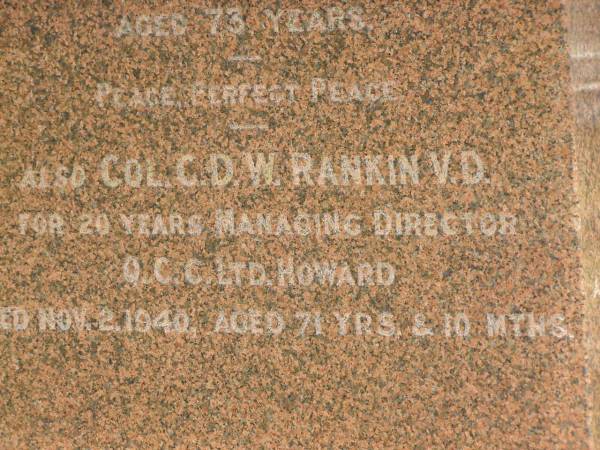 AGED 73 YEARS.
PEACE, PERFECT PEACE
ALSO COL. C. D. W. RANKIN V.D.
FOR 20 YEARS MANAGING DIRECTOR
Q. C. C. LTD. HOWARD
ED NOV. 2. 1940. AGED 71 YRS. & 10 MTHS.